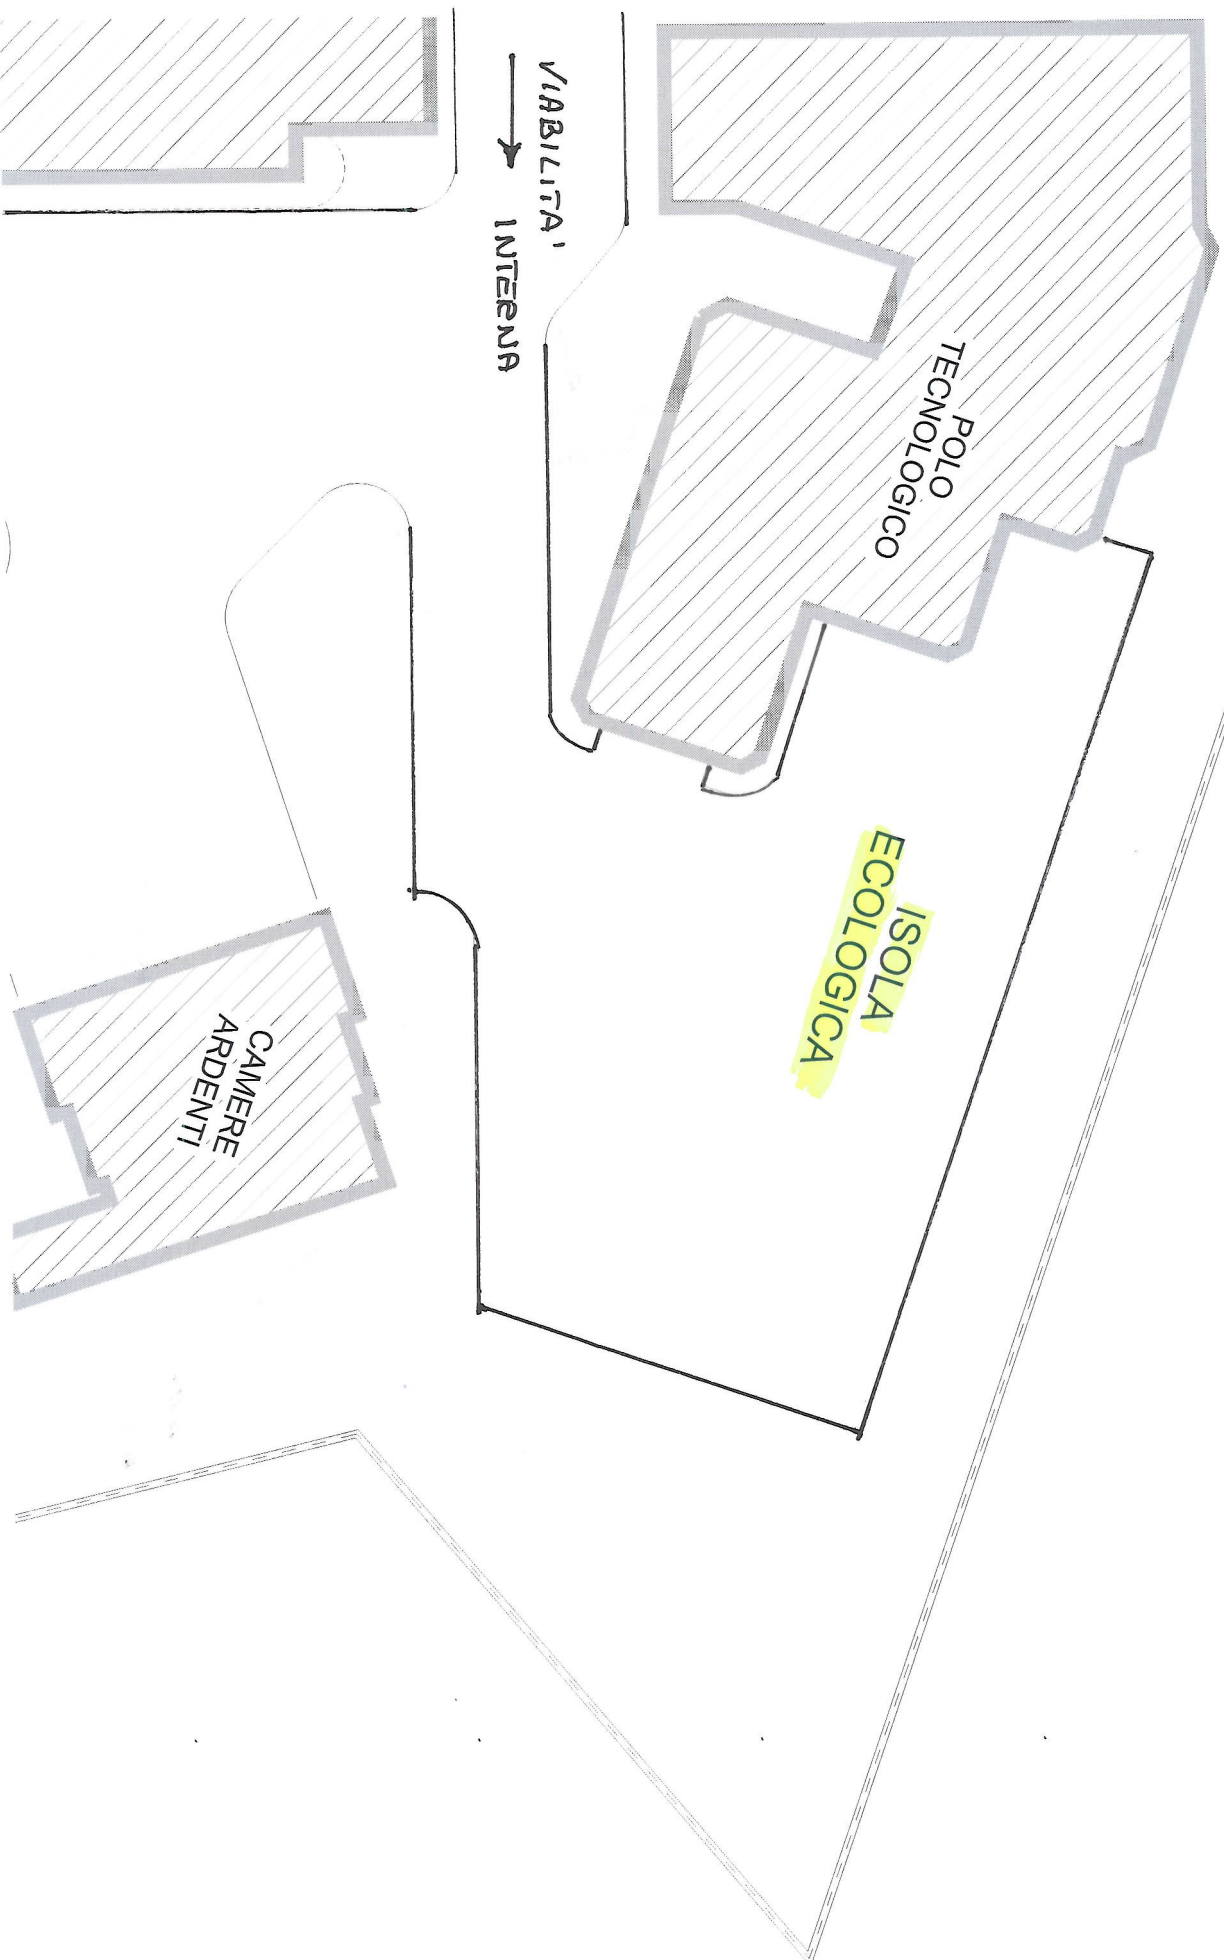 VIABILITA'
INTERNA
POLO
TECNOLOGICO
ISOLA
ECOLOGICA
CAMERE
ARDENTI